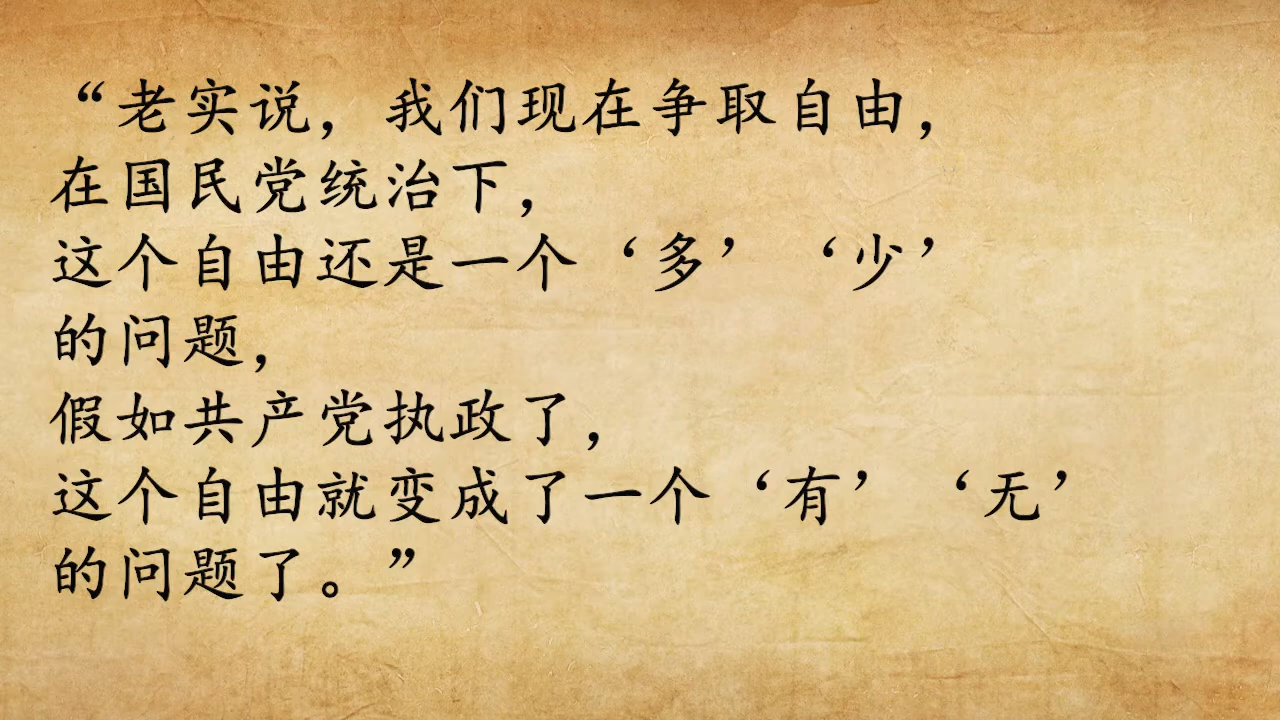 “老实说，我们现在争取自由，
在国民党统治下，
这个自由还是一个‘多’‘少’
的问题，
假如共产党执政了，
这个自由就变成了一个‘有’‘无’
的问题了。”